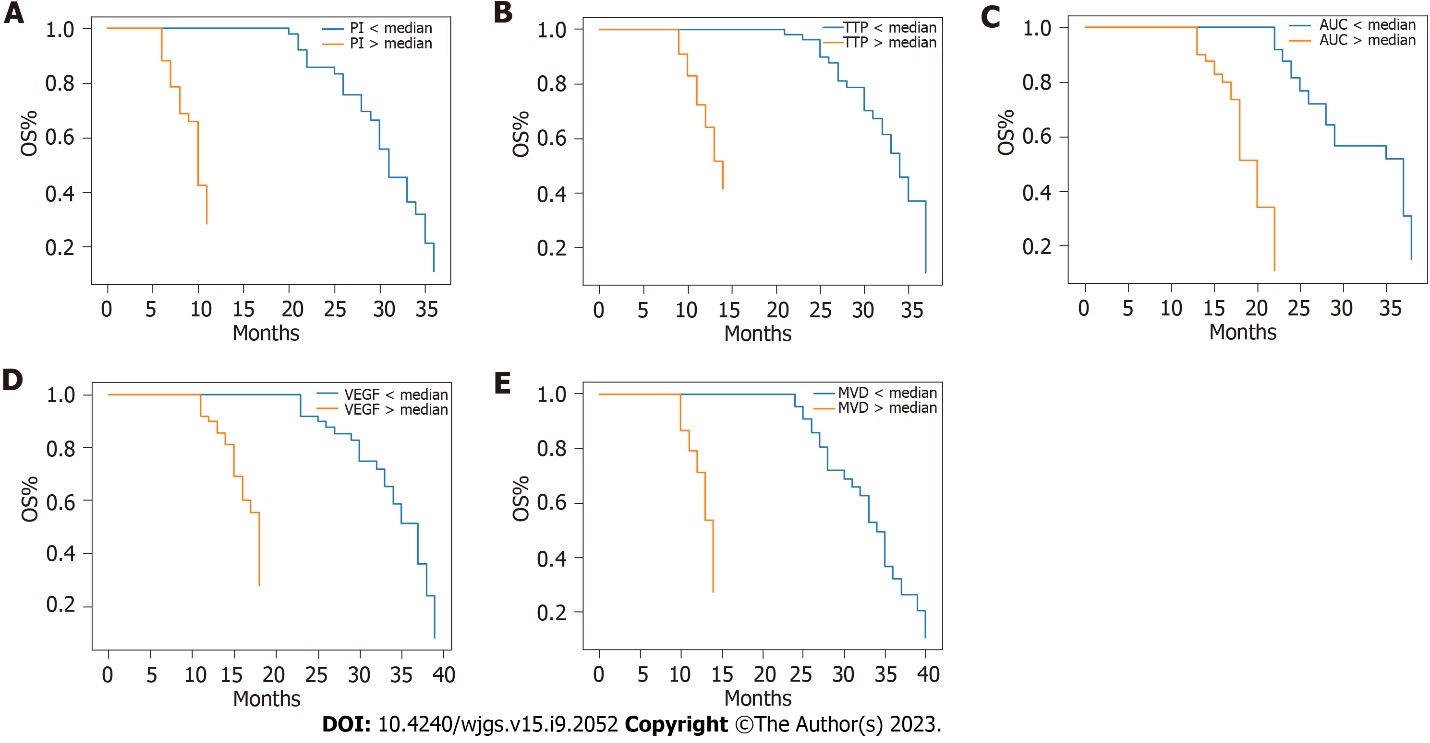 A
PI < median
PI > median
1.0
0.8
0.6
0.4
0.2
OS%
0 5 10 15 20 25 30 35
Months
B
TTP < median
TTP > median
1.0
0.8
0.6
0.4
0.2
OS%
0 5 10 15 20 25 30 35
Months
C
AUC < median
AUC > median
1.0
0.8
0.6
0.4
0.2
OS%
0 5 10 15 20 25 30 35
Months
D
VEGF < median
VEGF > median
1.0
0.8
0.6
0.4
0.2
OS%
0 5 10 15 20 25 30 35 40
Months
E
MVD < median
MVD > median
1.0
0.8
0.6
0.4
0.2
OS%
0 5 10 15 20 25 30 35 40
Months
DOI: 10.4240/wjgs.v15.i9.2052 Copyright ©The Author(s) 2023.